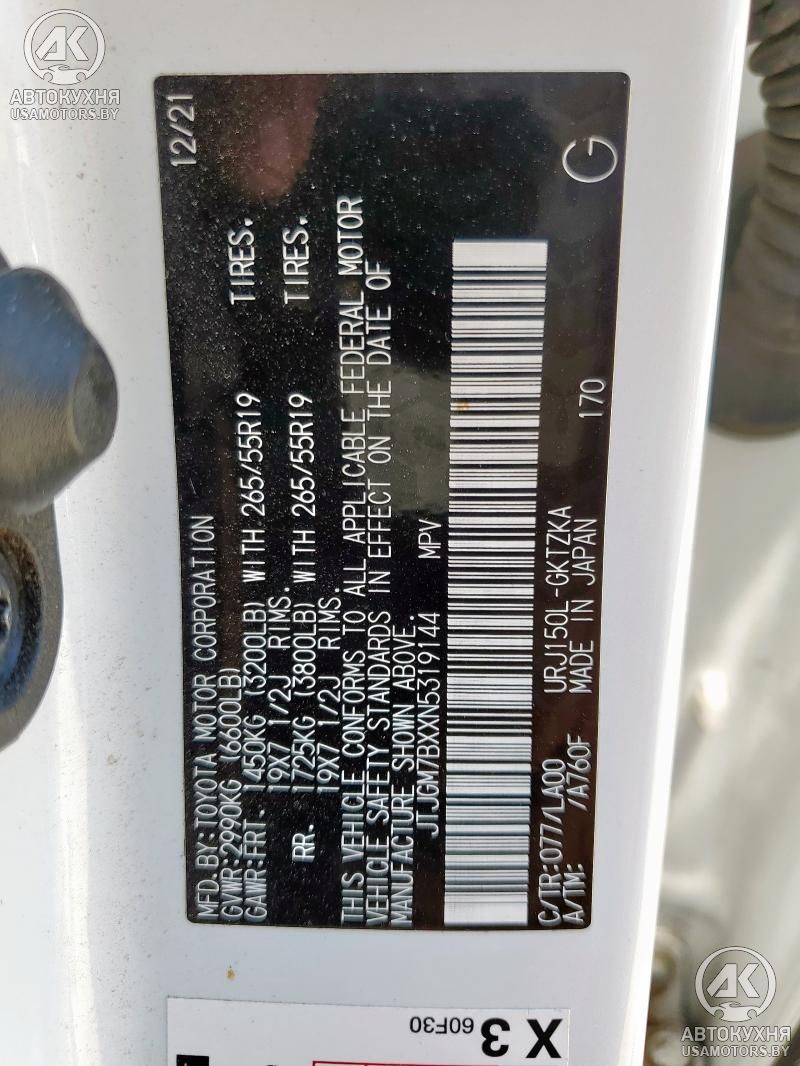 AK
АВТОКУХНЯ
USAMOTORS.BY
MFD.BY:TOYOTA MOTOR CORPORATION 12/21
GVWR:2990KG (6600LB)
GAWR:FRT. 1450KG (3200LB) WITH 265/55R19 TIRES.
19X7 1/2J RIMS.
RR. 1725KG (3800LB) WITH 265/55R19 TIRES.
19X7 1/2J RIMS.
THIS VEHICLE CONFORMS TO ALL APPLICABLE FEDERAL MOTOR
VEHICLE SAFETY STANDARDS IN EFFECT ON THE DATE OF
MANUFACTURE SHOWN ABOVE.
JTJGM7BXXN5319144 MPV
C/TR:077/LA00 URJ150L-GKTZKA
A/TM: /A760F MADE IN JAPAN 170 G
X 3
60F30
AK
АВТОКУХНЯ
USAMOTORS.BY